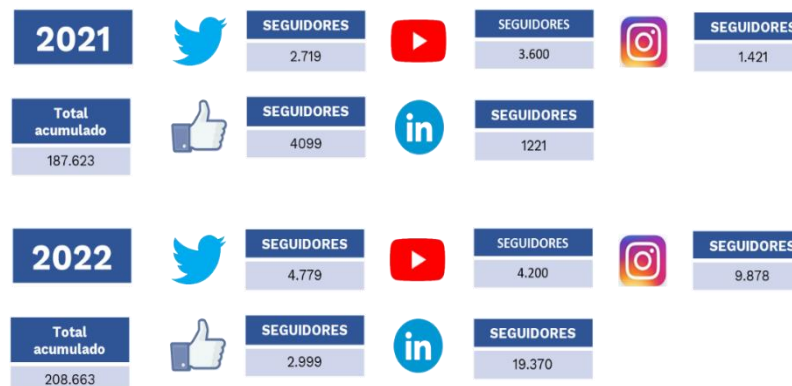 2021
SEGUIDORES
2.719
SEGUIDORES
3.600
SEGUIDORES
1.421
Total
acumulado
187.623
SEGUIDORES
4099
in
SEGUIDORES
1221
2022
SEGUIDORES
4.779
SEGUIDORES
4.200
SEGUIDORES
9.878
Total
acumulado
208.663
SEGUIDORES
2.999
in
SEGUIDORES
19.370